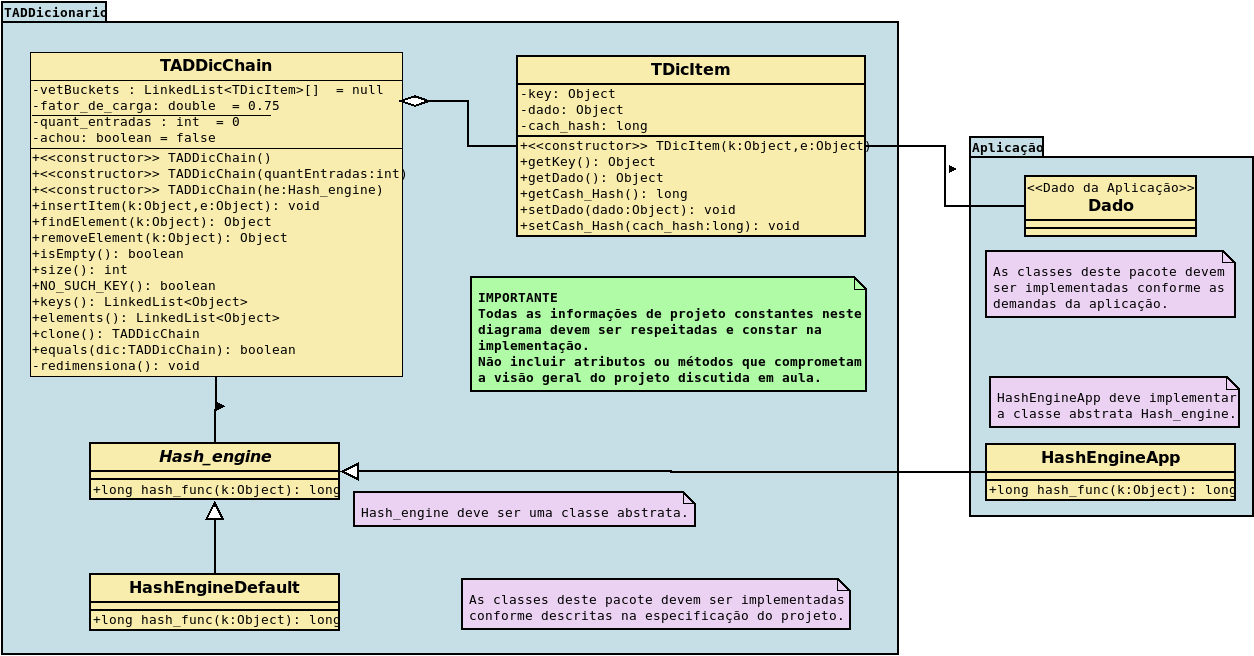 TADDicionario
TADDicChain
-vetBuckets : LinkedList<TDicItem>[]  = null
-fator_de_carga: double  = 0.75
-quant_entradas : int  = 0
-achou: boolean = false
+<<constructor>> TADDicChain()
+<<constructor>> TADDicChain(quantEntradas:int)
+<<constructor>> TADDicChain(he:Hash_engine)
+insertItem(k:Object,e:Object): void
+findElement(k:Object): Object
+removeElement(k:Object): Object
+isEmpty(): boolean
+size(): int
+NO_SUCH_KEY(): boolean
+keys(): LinkedList<Object>
+elements(): LinkedList<Object>
+clone(): TADDicChain
+equals(dic:TADDicChain): boolean
-redimensiona(): void
TDicItem
-key: Object
-dado: Object
-cach_hash: long
+<<constructor>> TDicItem(k:Object,e:Object)
+getKey(): Object
+getDado(): Object
+getCash_Hash(): long
+setDado(dado:Object): void
+setCash_Hash(cach_hash:long): void
IMPORTANTE
Todas as informações de projeto constantes neste
diagrama devem ser respeitadas e constar na
implementação.
Não incluir atributos ou métodos que comprometam
a visão geral do projeto discutida em aula.
Hash_engine
+long hash_func(k:Object): long
Hash_engine deve ser uma classe abstrata.
HashEngineDefault
+long hash_func(k:Object): long
As classes deste pacote devem ser implementadas
conforme descritas na especificação do projeto.
Aplicação
<<Dado da Aplicação>>
Dado
As classes deste pacote devem
ser implementadas conforme as
demandas da aplicação.
HashEngineApp deve implementar
a classe abstrata Hash_engine.
HashEngineApp
+long hash_func(k:Object): long